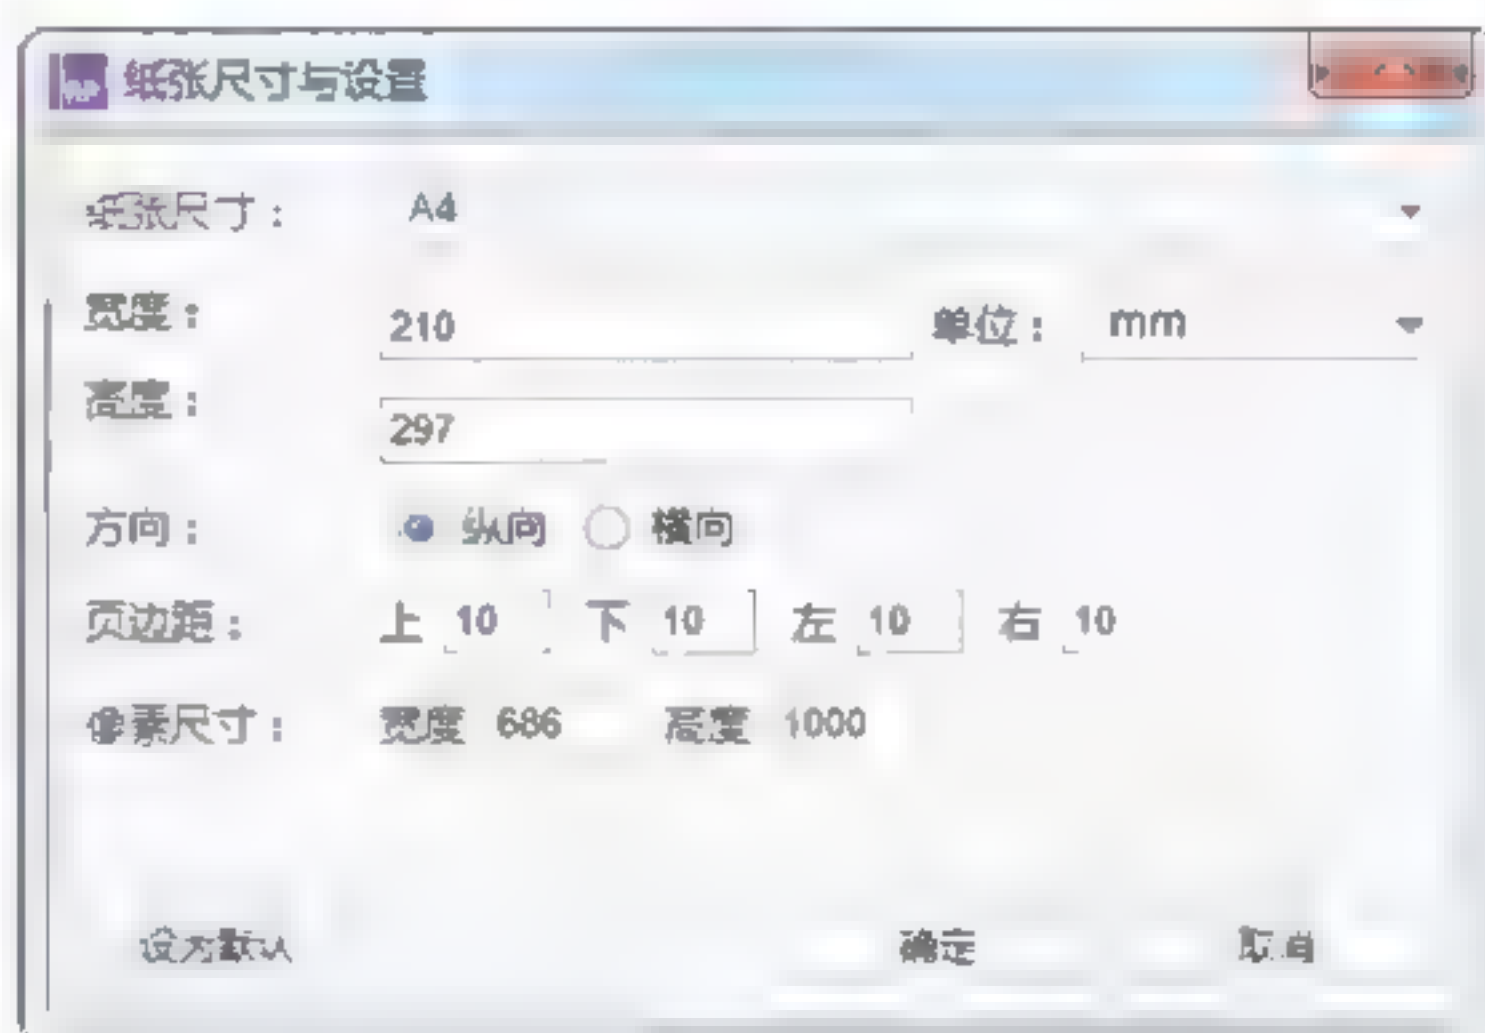 纸张尺寸与设置
纸张尺寸： A4
宽度： 210 单位： mm
高度： 297
方向： 纵向 横向
页边距： 上 10 下 10 左 10 右 10
像素尺寸： 宽度 686 高度 1000
设为默认 确定 取消